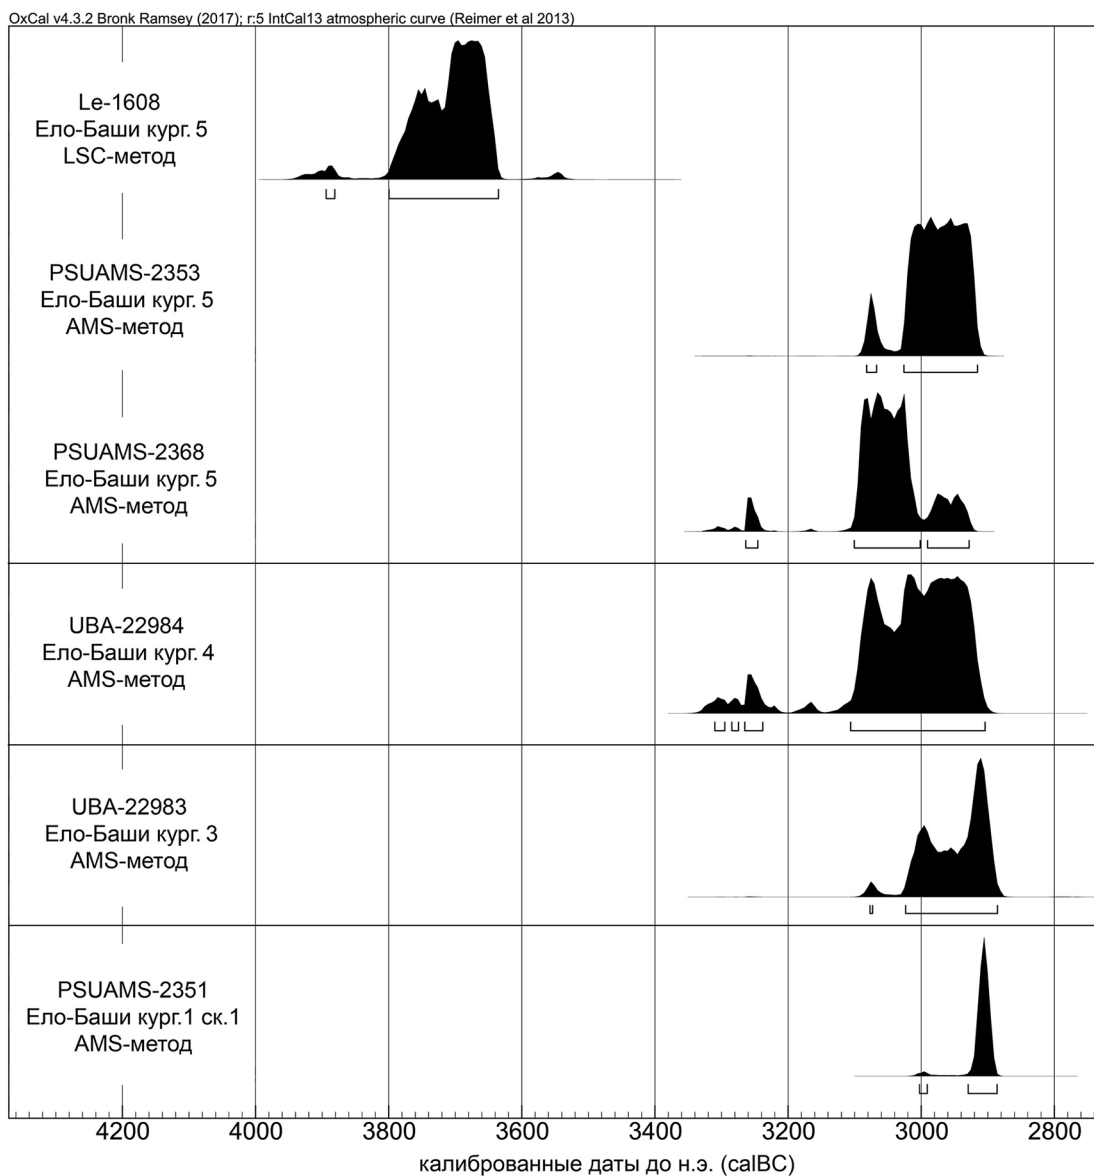 OxCal v4.3.2 Bronk Ramsey (2017); r:5 IntCal13 atmospheric curve (Reimer et al 2013)
Le-1608
Ело-Баши кург. 5
LSC-метод
PSUAMS-2353
Ело-Баши кург. 5
AMS-метод
PSUAMS-2368
Ело-Баши кург. 5
AMS-метод
UBA-22984
Ело-Баши кург. 4
AMS-метод
UBA-22983
Ело-Баши кург. 3
AMS-метод
PSUAMS-2351
Ело-Баши кург.1 ск.1
AMS-метод
4200 4000 3800 3600 3400 3200 3000 2800
калиброванные даты до н.э. (calBC)